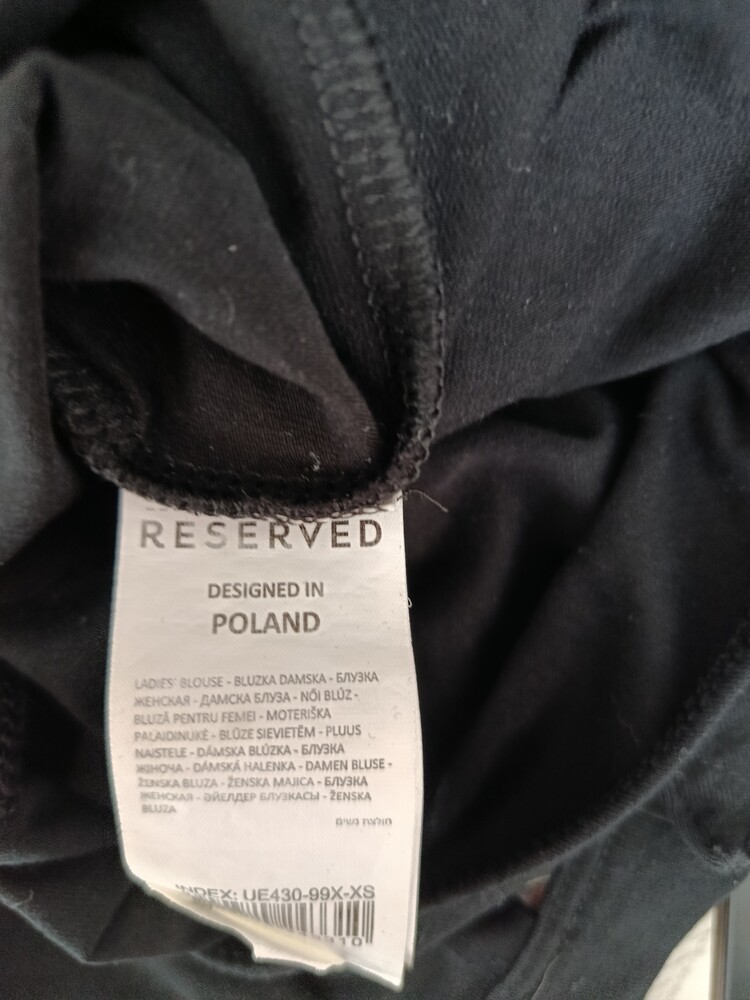 RESERVED
DESIGNED IN
POLAND
LADIES' BLOUSE - BLUZKA DAMSKA - БЛУЗКА
ЖЕНСКАЯ - ДАМСКА БЛУЗА - NŐI BLÚZ -
BLUZĂ PENTRU FEMEI - MOTERIŠKA
PALAIDINUKĖ - BLŪZE SIEVIETĒM - PLUUS
NAISTELE - DÁMSKA BLÚZKA - БЛУЗКА
ЖІНОЧА - DÁMSKÁ HALENKA - DAMEN BLUSE -
ŽENSKA BLUZA - ŽENSKA MAJICA - БЛУЗКА
ЖЕНСКАЯ - ӘЙЕЛДЕР БЛУЗКАСЫ - ŽENSKA
BLUZA
חולצת נשים
INDEX: UE430-99X-XS